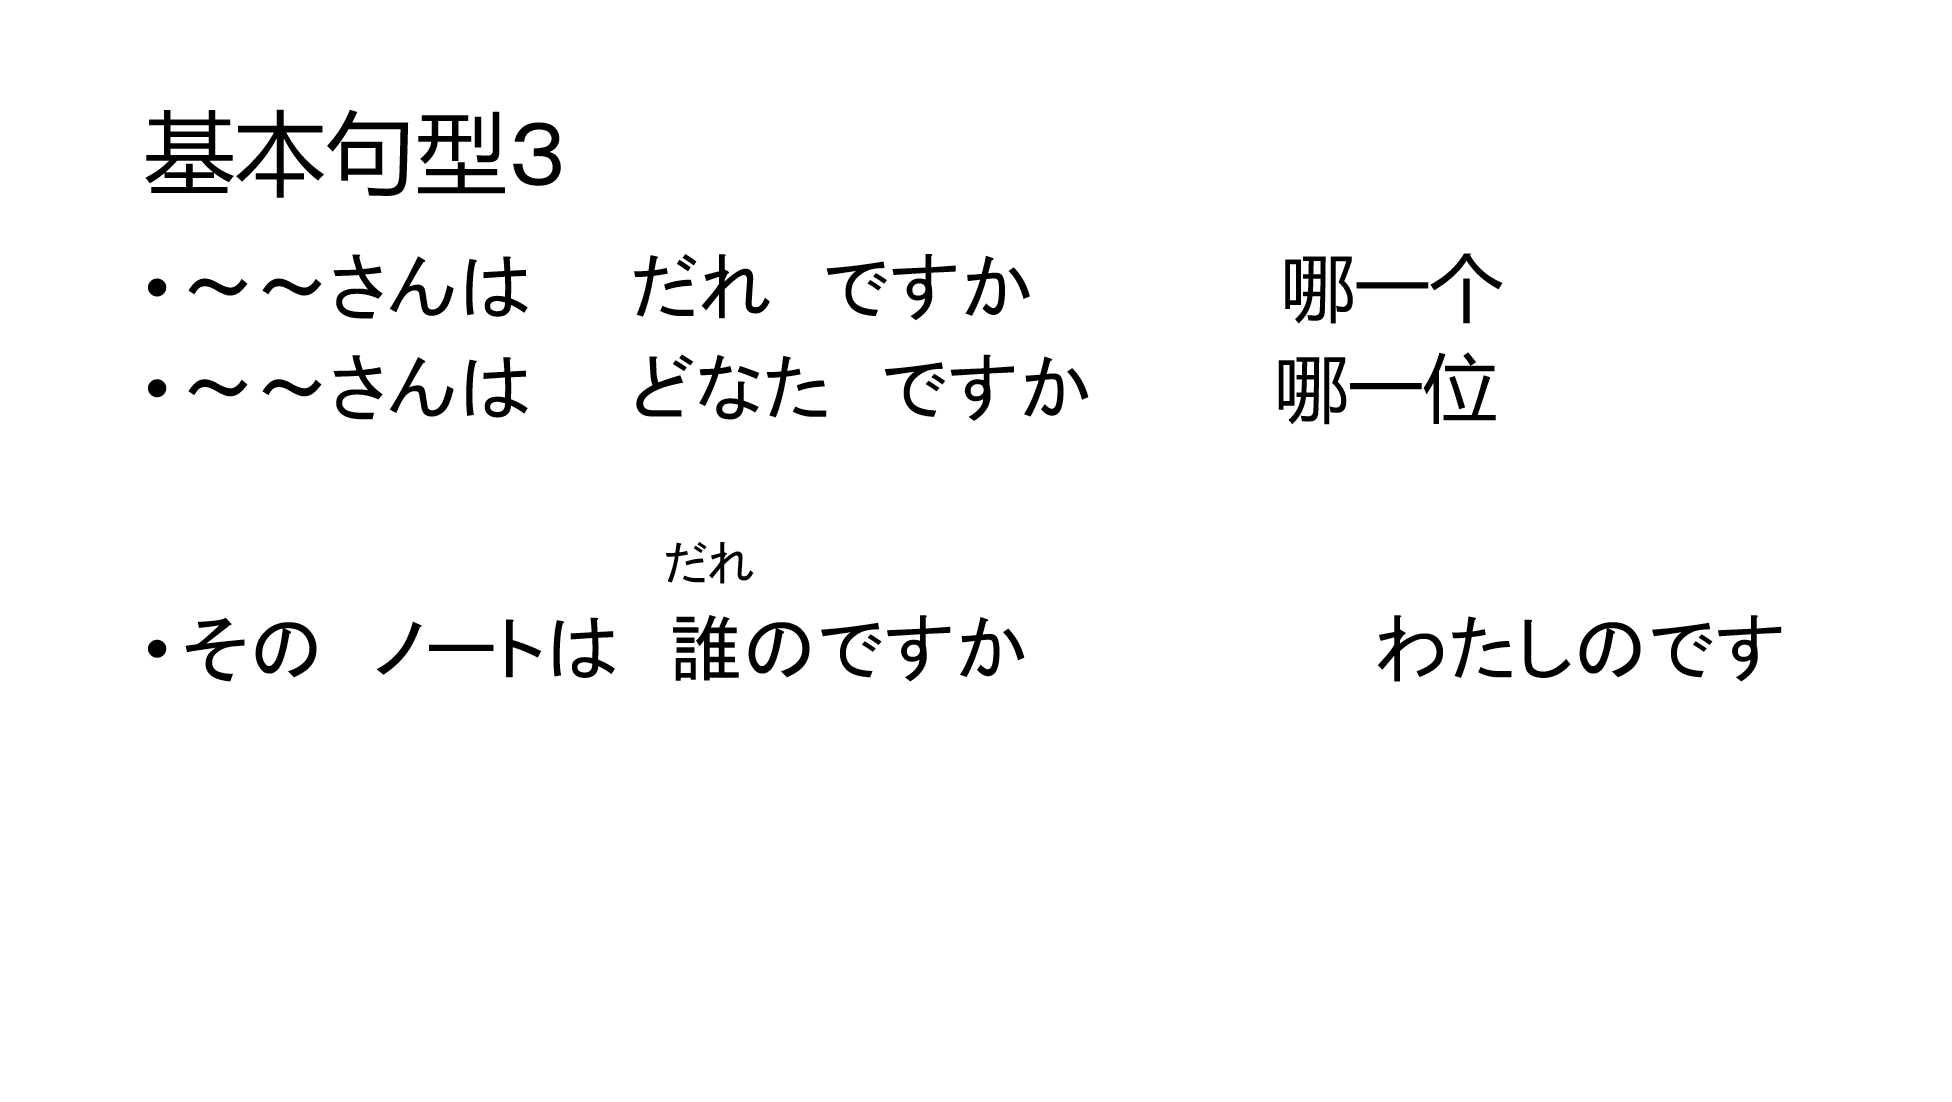 基本句型3
• ～～さんは　だれ　ですか　哪一个
• ～～さんは　どなた　ですか　哪一位
だれ
• その　ノートは　誰のですか　わたしのです